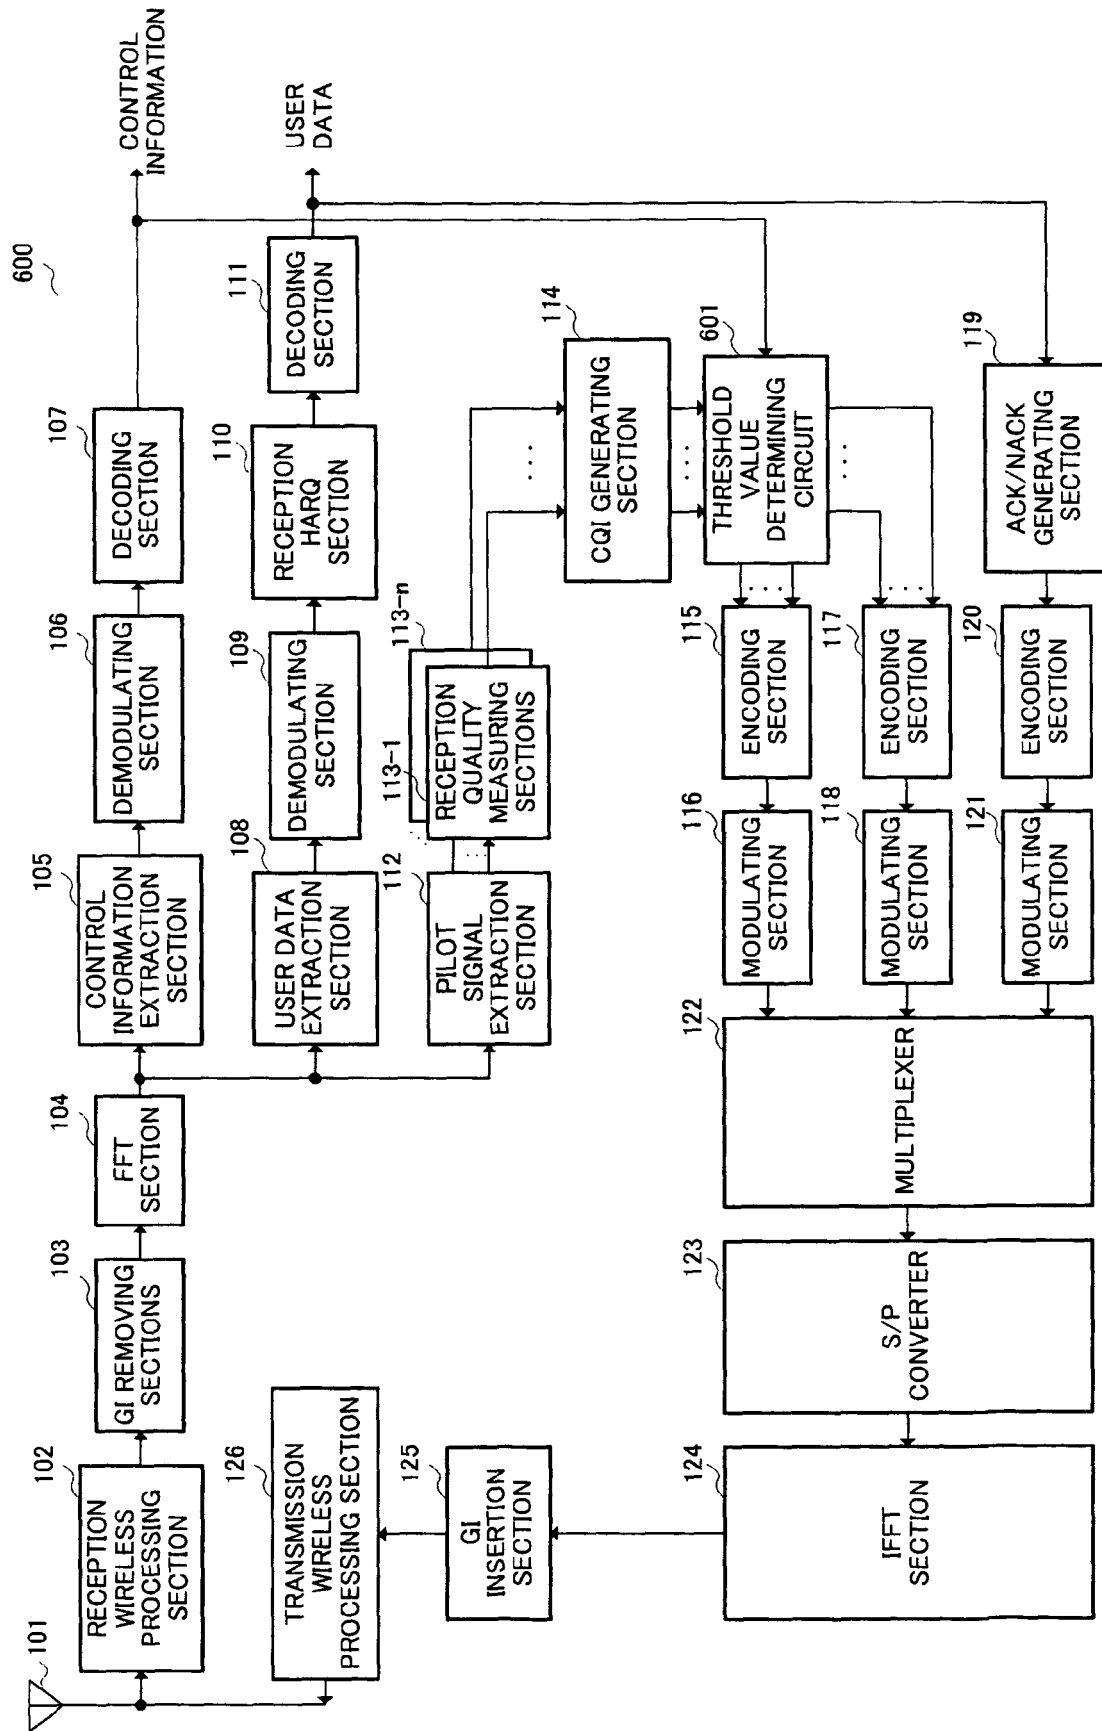 600
101
102
RECEPTION
WIRELESS
PROCESSING
SECTION
103
GI REMOVING
SECTIONS
104
FFT
SECTION
105
CONTROL
INFORMATION
EXTRACTION
SECTION
106
DEMODULATING
SECTION
107
DECODING
SECTION
CONTROL
INFORMATION
108
USER DATA
EXTRACTION
SECTION
109
DEMODULATING
SECTION
110
RECEPTION
HARQ
SECTION
111
DECODING
SECTION
USER
DATA
112
PILOT
SIGNAL
EXTRACTION
SECTION
113-1
113-n
RECEPTION
QUALITY
MEASURING
SECTIONS
114
CQI GENERATING
SECTION
601
THRESHOLD
VALUE
DETERMINING
CIRCUIT
115
ENCODING
SECTION
116
MODULATING
SECTION
117
ENCODING
SECTION
118
MODULATING
SECTION
119
ACK/NACK
GENERATING
SECTION
120
ENCODING
SECTION
121
MODULATING
SECTION
122
MULTIPLEXER
123
S/P
CONVERTER
124
IFFT
SECTION
125
GI
INSERTION
SECTION
126
TRANSMISSION
WIRELESS
PROCESSING SECTION